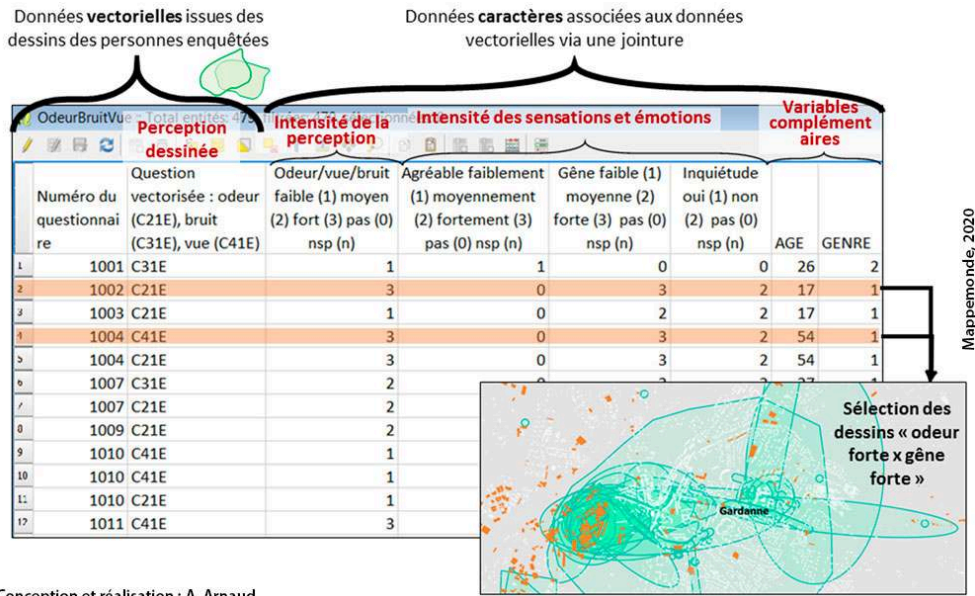 Données vectorielles issues des
dessins des personnes enquêtées
Données caractères associées aux données
vectorielles via une jointure
OdeurBruitVue
Total entités: 47
Perception
dessinée
Intensité de la
perception
Intensité des sensations et émotions
Variables
complément
aires
Numéro du
questionnai
re
Question
vectorisée : odeur
(C21E), bruit
(C31E), vue (C41E)
Odeur/vue/bruit
faible (1) moyen
(2) fort (3) pas (0)
nsp (n)
Agréable faiblement
(1) moyennement
(2) fortement (3)
pas (0) nsp (n)
Gêne faible (1)
moyenne (2)
forte (3) pas (0)
nsp (n)
Inquiétude
oui (1) non
(2) pas (0)
nsp (n)
AGE
GENRE
1 1001 C31E 1 1 0 0 26 2
2 1002 C21E 3 0 3 2 17 1
3 1003 C21E 1 0 2 2 17 1
4 1004 C41E 3 0 3 2 54 1
5 1004 C21E 3 0 3 2 54 1
6 1007 C31E 2
7 1007 C21E 2
8 1009 C21E 2
9 1010 C41E 1
10 1010 C41E 1
11 1010 C21E 1
12 1011 C41E 3
Sélection des
dessins « odeur
forte x gêne
forte »
Gardanne
Mappemonde, 2020
Conception et réalisation : A. Arnaud